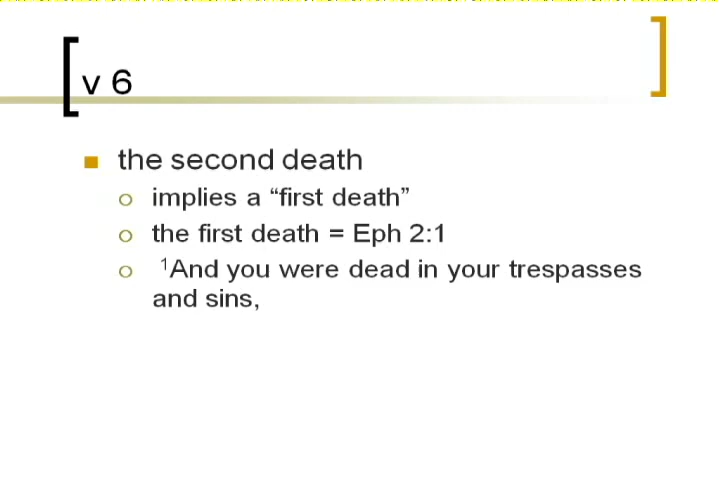 v 6
the second death
implies a “first death”
the first death = Eph 2:1
¹And you were dead in your trespasses
and sins,